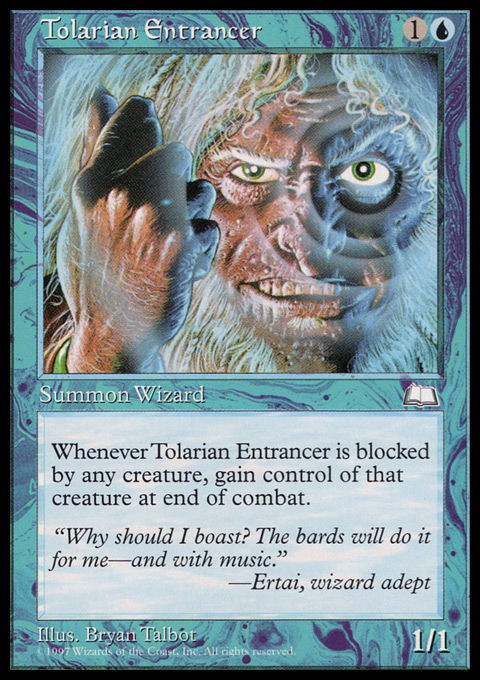 Tolarian Entrancer 1
Summon Wizard
Whenever Tolarian Entrancer is blocked
by any creature, gain control of that
creature at end of combat.
“Why should I boast? The bards will do it
for me—and with music.”
—Ertai, wizard adept
Illus. Bryan Talbot
©1997 Wizards of the Coast, Inc. All rights reserved.
1/1